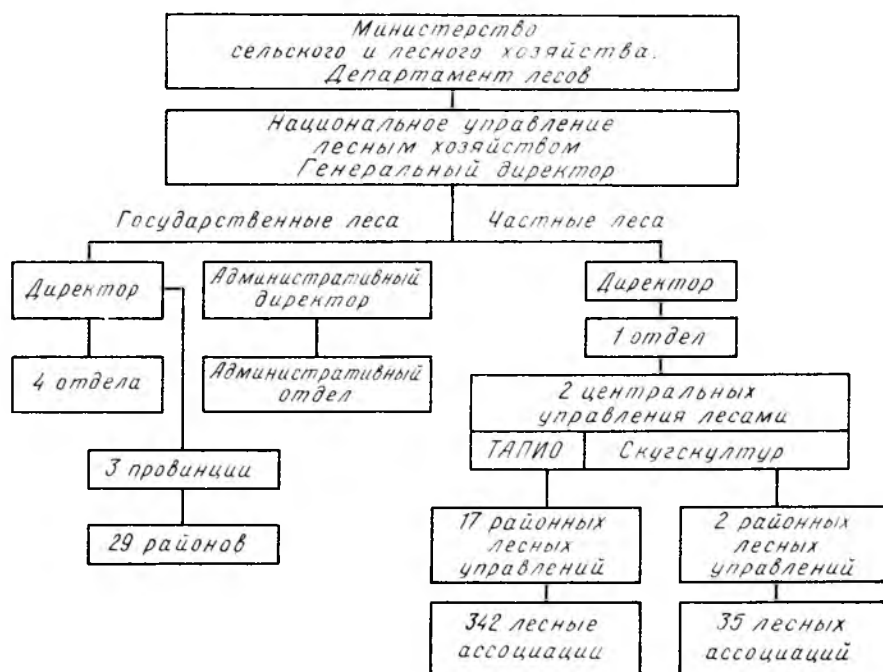 Министерство
сельского и лесного хозяйства.
Департамент лесов
Национальное управление
лесным хозяйством
Генеральный директор
Государственные леса
Частные леса
Директор
Административный
директор
Директор
4 отдела
Административный
отдел
1 отдел
2 центральных
управления лесами
ТАПИО
Скугскултур
3 провинции
29 районов
17 районных
лесных
управлений
2 районных
лесных
управлений
342 лесные
ассоциации
35 лесных
ассоциаций